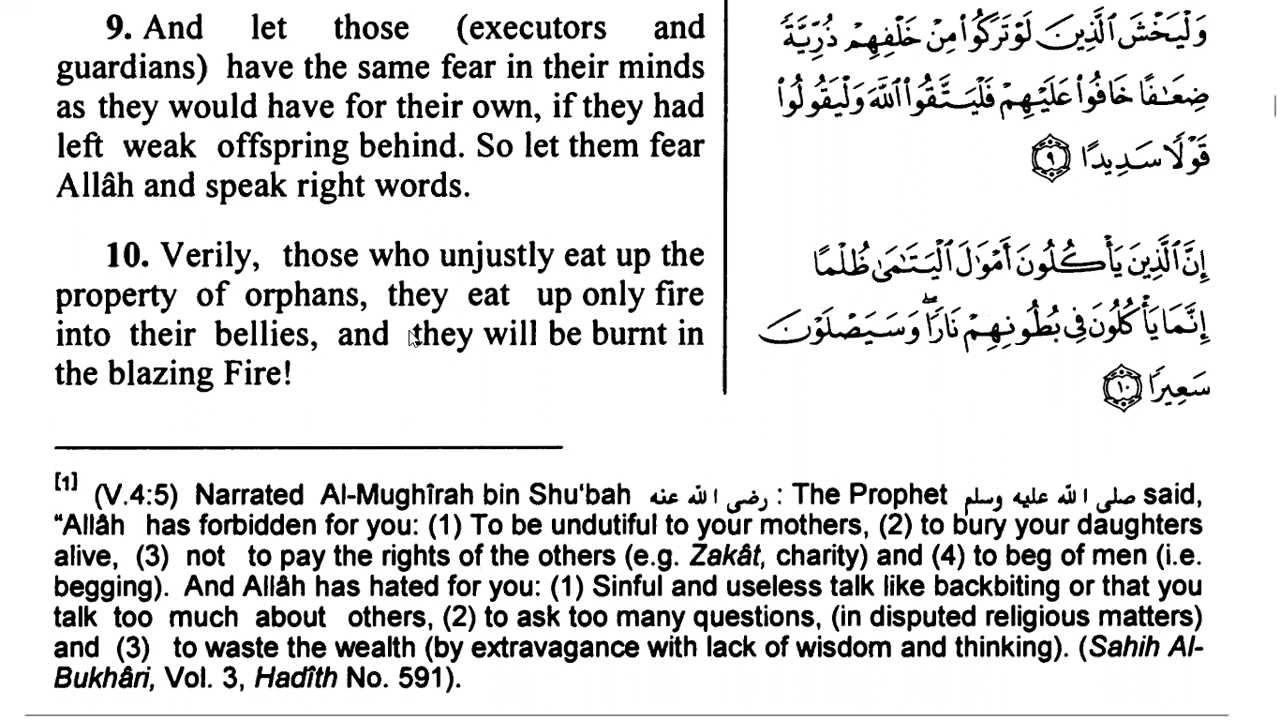 9. And let those (executors and
guardians) have the same fear in their minds
as they would have for their own, if they had
left weak offspring behind. So let them fear
Allâh and speak right words.
وَلْيَخْشَ ٱلَّذِينَ لَوْ تَرَكُوا۟ مِنْ خَلْفِهِمْ ذُرِّيَّةً
ضِعَـٰفًا خَافُوا۟ عَلَيْهِمْ فَلْيَتَّقُوا۟ ٱللَّهَ وَلْيَقُولُوا۟
قَوْلًا سَدِيدًا ٩
10. Verily, those who unjustly eat up the
property of orphans, they eat up only fire
into their bellies, and they will be burnt in
the blazing Fire!
إِنَّ ٱلَّذِينَ يَأْكُلُونَ أَمْوَٰلَ ٱلْيَتَـٰمَىٰ ظُلْمًا
إِنَّمَا يَأْكُلُونَ فِى بُطُونِهِمْ نَارًا ۖ وَسَيَصْلَوْنَ
سَعِيرًا ١٠
[1] (V.4:5) Narrated Al-Mughîrah bin Shu'bah رضى الله عنه : The Prophet صلى الله عليه وسلم said,
“Allâh has forbidden for you: (1) To be undutiful to your mothers, (2) to bury your daughters
alive, (3) not to pay the rights of the others (e.g. Zakât, charity) and (4) to beg of men (i.e.
begging). And Allâh has hated for you: (1) Sinful and useless talk like backbiting or that you
talk too much about others, (2) to ask too many questions, (in disputed religious matters)
and (3) to waste the wealth (by extravagance with lack of wisdom and thinking). (Sahih Al-
Bukhâri, Vol. 3, Hadîth No. 591).